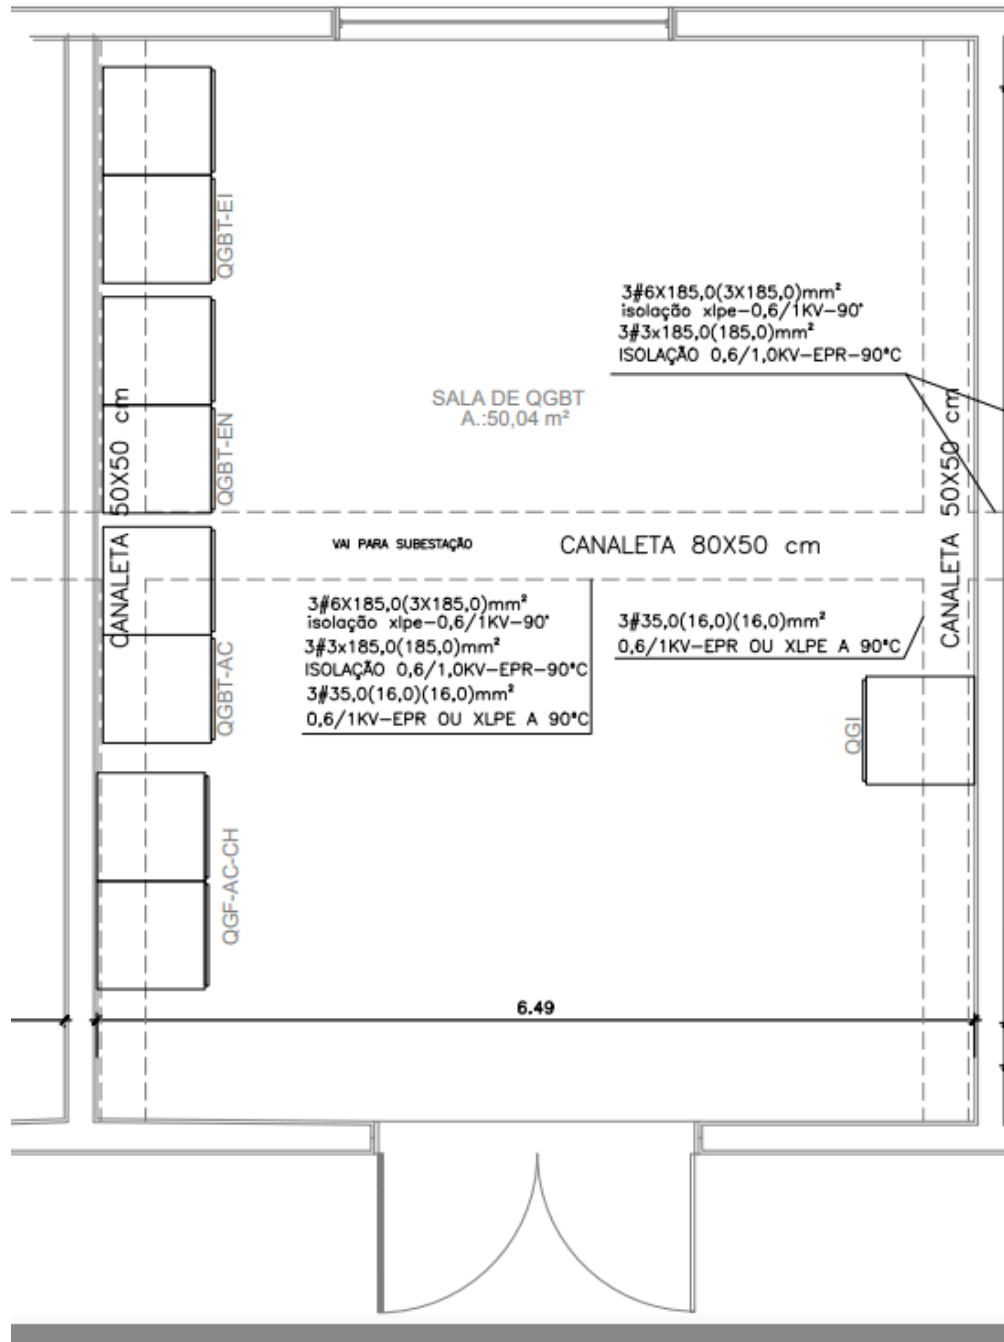 QGBT-EI
3#6X185,0(3X185,0)mm²
isolação xlpe-0,6/1KV-90°
3#3x185,0(185,0)mm²
ISOLAÇÃO 0,6/1,0KV-EPR-90°C
SALA DE QGBT
A.:50,04 m²
CANALETA 50X50 cm
QGBT-EN
CANALETA 50X50 cm
VAI PARA SUBESTAÇÃO
CANALETA 80X50 cm
3#6X185,0(3X185,0)mm²
isolação xlpe-0,6/1KV-90°
3#3x185,0(185,0)mm²
ISOLAÇÃO 0,6/1,0KV-EPR-90°C
3#35,0(16,0)(16,0)mm²
0,6/1KV-EPR OU XLPE A 90°C
3#35,0(16,0)(16,0)mm²
0,6/1KV-EPR OU XLPE A 90°C
QGBT-AC
QGI
QGF-AC-CH
6.49